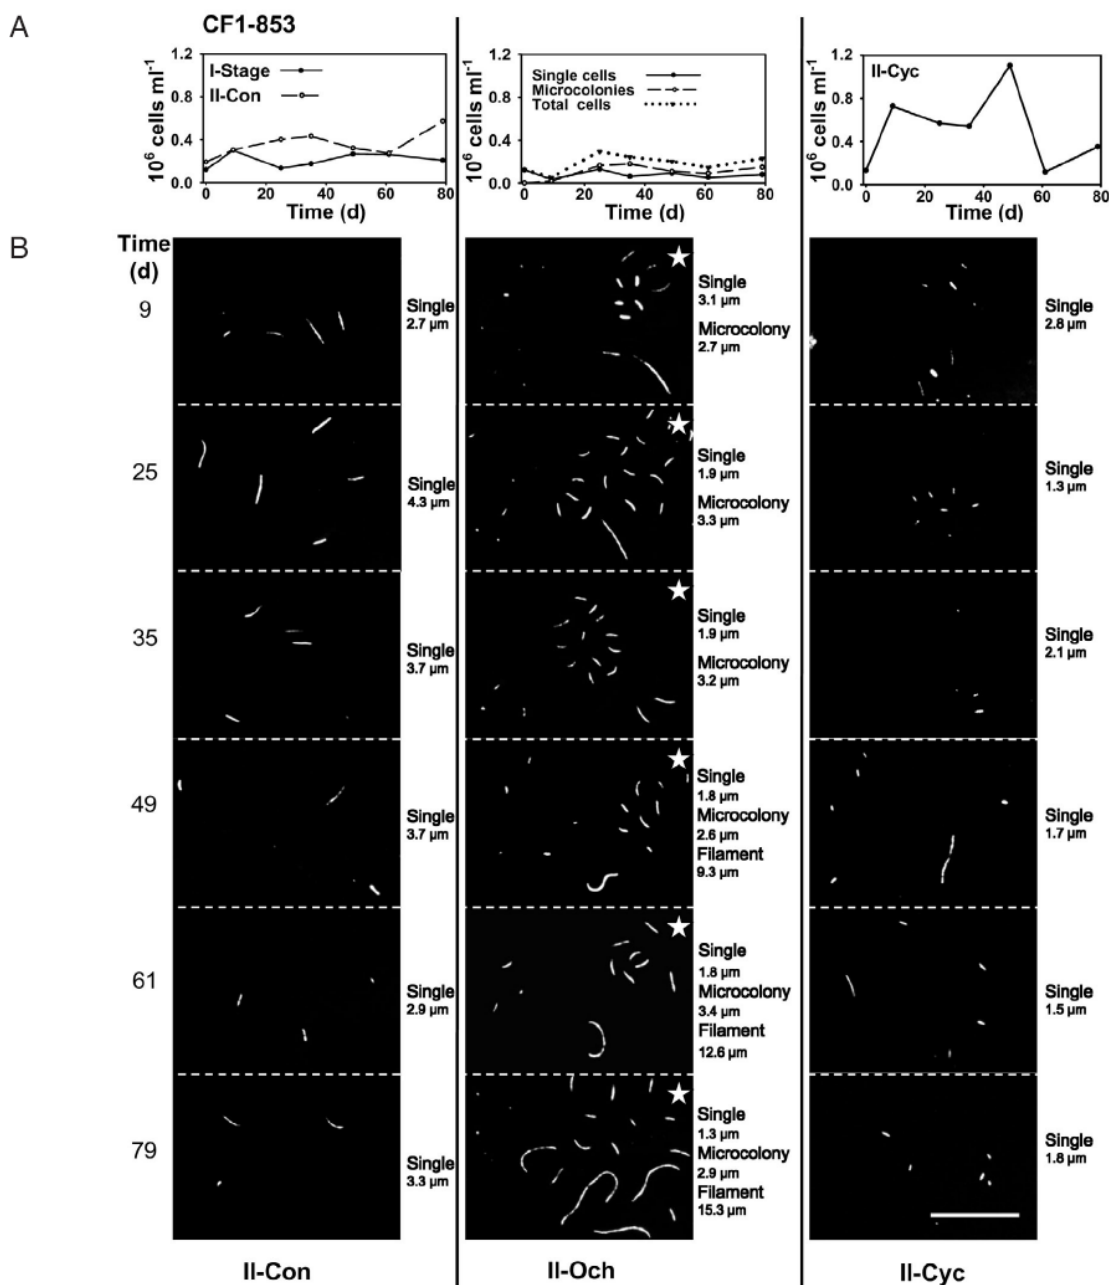 A
CF1-853
1.2
0.8
0.4
0.0
10⁶ cells ml⁻¹
I-Stage
II-Con
0 20 40 60 80
Time (d)
1.2
0.8
0.4
0.0
10⁶ cells ml⁻¹
Single cells
Microcolonies
Total cells
0 20 40 60 80
Time (d)
1.2
0.8
0.4
0.0
10⁶ cells ml⁻¹
II-Cyc
0 20 40 60 80
Time (d)
B
Time
(d)
9
Single
2.7 µm
Single
3.1 µm
Microcolony
2.7 µm
Single
2.8 µm
25
Single
4.3 µm
Single
1.9 µm
Microcolony
3.3 µm
Single
1.3 µm
35
Single
3.7 µm
Single
1.9 µm
Microcolony
3.2 µm
Single
2.1 µm
49
Single
3.7 µm
Single
1.8 µm
Microcolony
2.6 µm
Filament
9.3 µm
Single
1.7 µm
61
Single
2.9 µm
Single
1.8 µm
Microcolony
3.4 µm
Filament
12.6 µm
Single
1.5 µm
79
Single
3.3 µm
Single
1.3 µm
Microcolony
2.9 µm
Filament
15.3 µm
Single
1.8 µm
II-Con
II-Och
II-Cyc